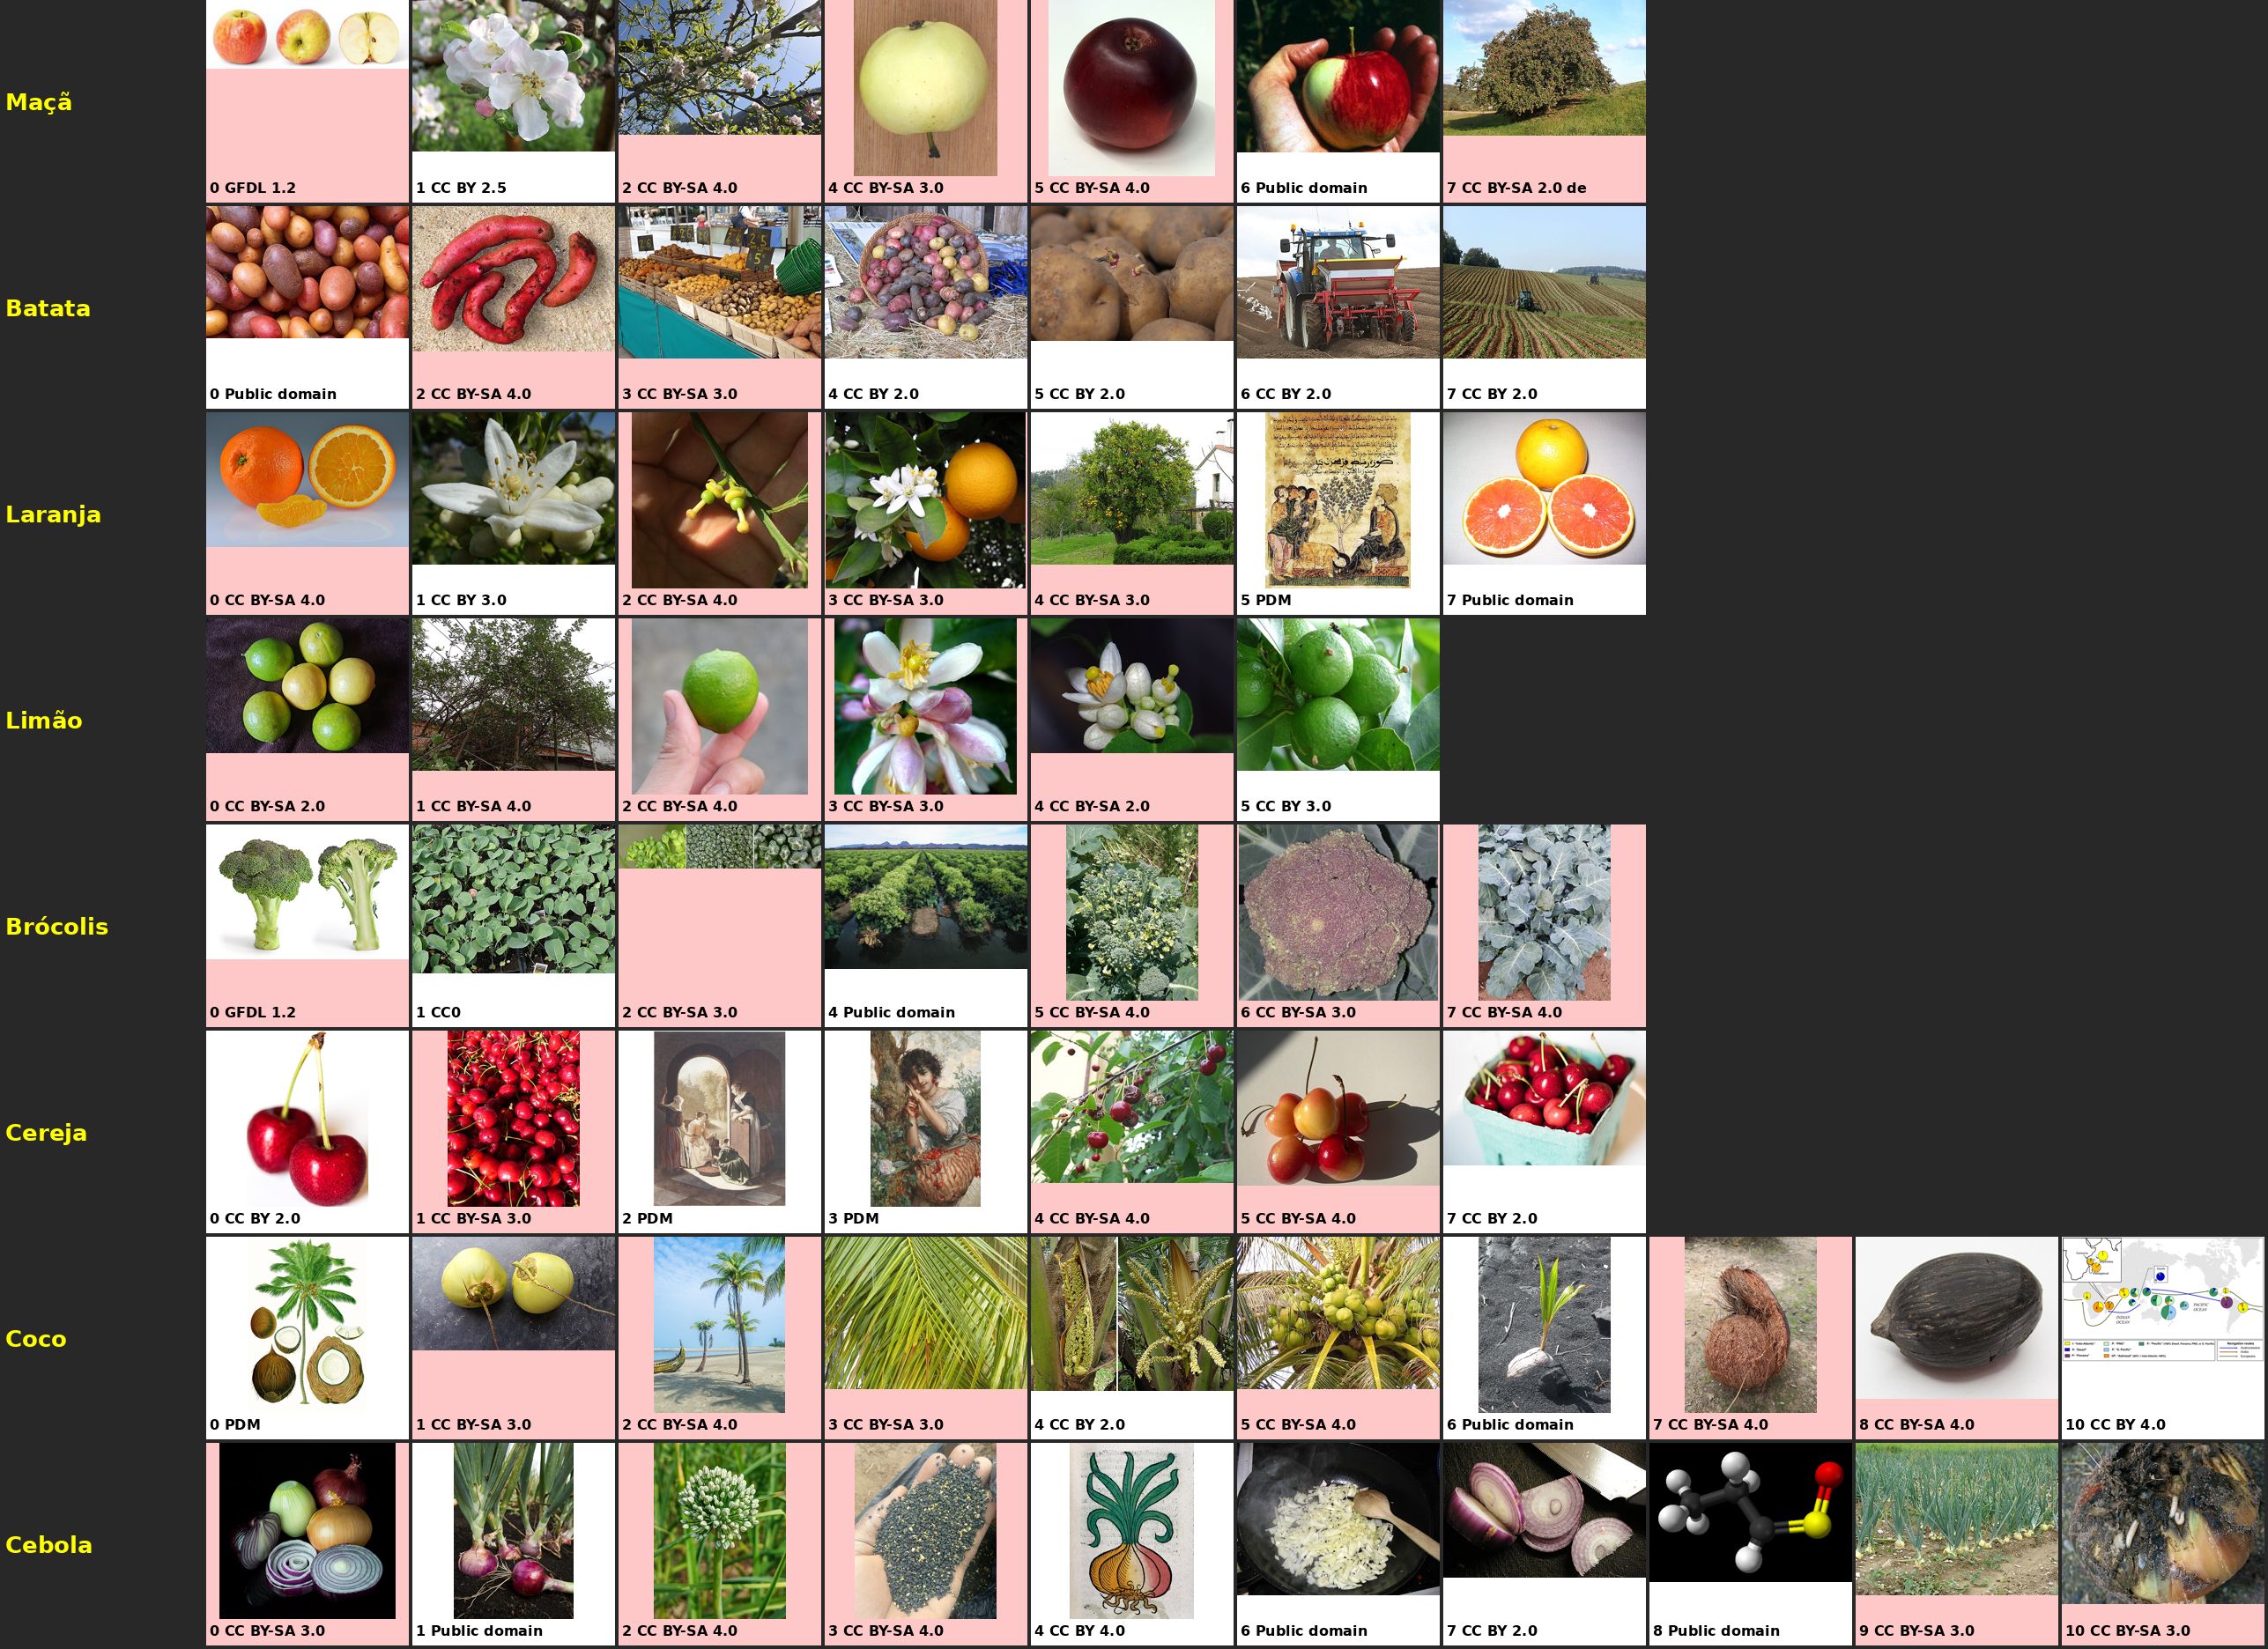 Maçã
0 GFDL 1.2
1 CC BY 2.5
2 CC BY-SA 4.0
4 CC BY-SA 3.0
5 CC BY-SA 4.0
6 Public domain
7 CC BY-SA 2.0 de
Batata
0 Public domain
2 CC BY-SA 4.0
3 CC BY-SA 3.0
4 CC BY 2.0
5 CC BY 2.0
6 CC BY 2.0
7 CC BY 2.0
Laranja
0 CC BY-SA 4.0
1 CC BY 3.0
2 CC BY-SA 4.0
3 CC BY-SA 3.0
4 CC BY-SA 3.0
5 PDM
7 Public domain
Limão
0 CC BY-SA 2.0
1 CC BY-SA 4.0
2 CC BY-SA 4.0
3 CC BY-SA 3.0
4 CC BY-SA 2.0
5 CC BY 3.0
Brócolis
0 GFDL 1.2
1 CC0
2 CC BY-SA 3.0
4 Public domain
5 CC BY-SA 4.0
6 CC BY-SA 3.0
7 CC BY-SA 4.0
Cereja
0 CC BY 2.0
1 CC BY-SA 3.0
2 PDM
3 PDM
4 CC BY-SA 4.0
5 CC BY-SA 4.0
7 CC BY 2.0
Coco
0 PDM
1 CC BY-SA 3.0
2 CC BY-SA 4.0
3 CC BY-SA 3.0
4 CC BY 2.0
5 CC BY-SA 4.0
6 Public domain
7 CC BY-SA 4.0
8 CC BY-SA 4.0
PACIFIC
OCEAN
INDIAN
OCEAN
10 CC BY 4.0
Cebola
0 CC BY-SA 3.0
1 Public domain
2 CC BY-SA 4.0
3 CC BY-SA 4.0
4 CC BY 4.0
6 Public domain
7 CC BY 2.0
8 Public domain
9 CC BY-SA 3.0
10 CC BY-SA 3.0